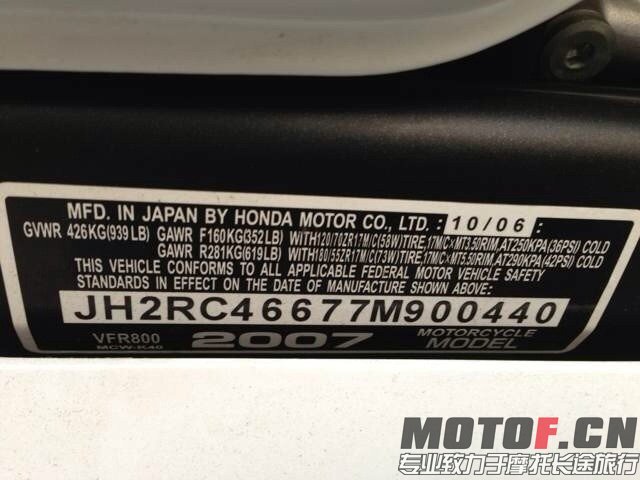 MFD. IN JAPAN BY HONDA MOTOR CO., LTD.: 10/06
GVWR 426KG(939LB) GAWR F160KG(352LB) WITH120/70ZR17M/C(58W)TIRE,17M/C×MT3.50RIM,AT250KPA(36PSI) COLD
GAWR R281KG(619LB) WITH180/55ZR17M/C(73W)TIRE,17M/C×MT5.50RIM,AT290KPA(42PSI) COLD
THIS VEHICLE CONFORMS TO ALL APPLICABLE FEDERAL MOTOR VEHICLE SAFETY
STANDARDS IN EFFECT ON THE DATE OF MANUFACTURE SHOWN ABOVE:
JH2RC46677M900440
VFR800 2007 MOTORCYCLE
MCW-K40 MODEL
MOTOF.CN
专业致力于摩托长途旅行